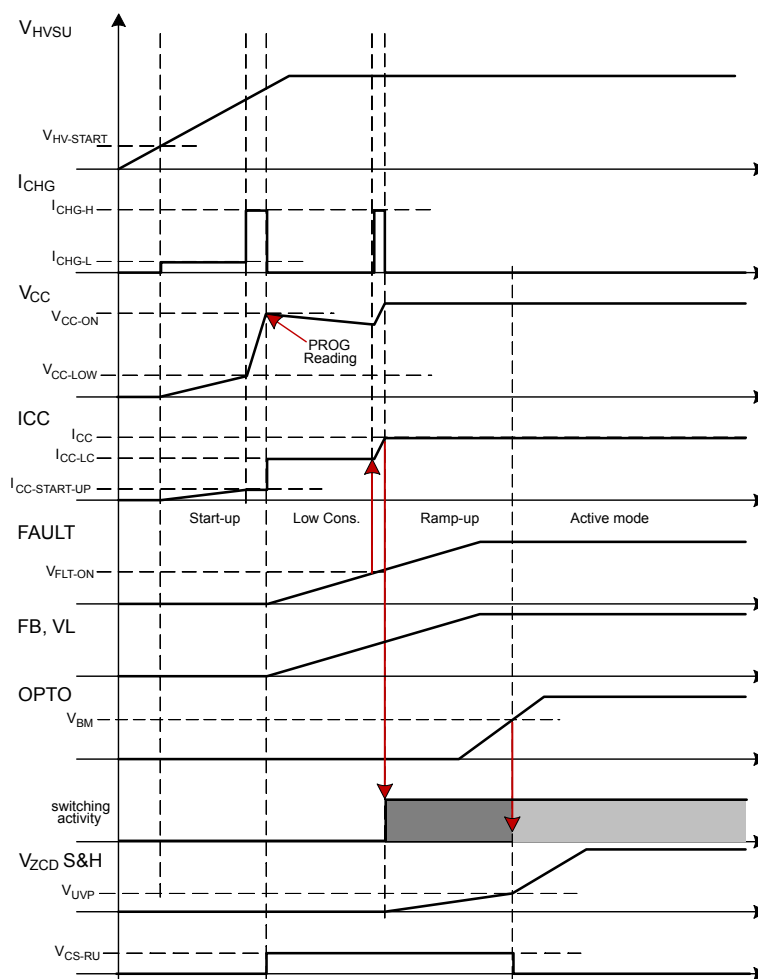 VHVSU
VHV-START
ICHG
ICHG-H
ICHG-L
VCC
VCC-ON
PROG
Reading
VCC-LOW
ICC
ICC
ICC-LC
ICC-START-UP
Start-up Low Cons. Ramp-up Active mode
FAULT
VFLT-ON
FB, VL
OPTO
VBM
switching
activity
VZCD S&H
VUVP
VCS-RU